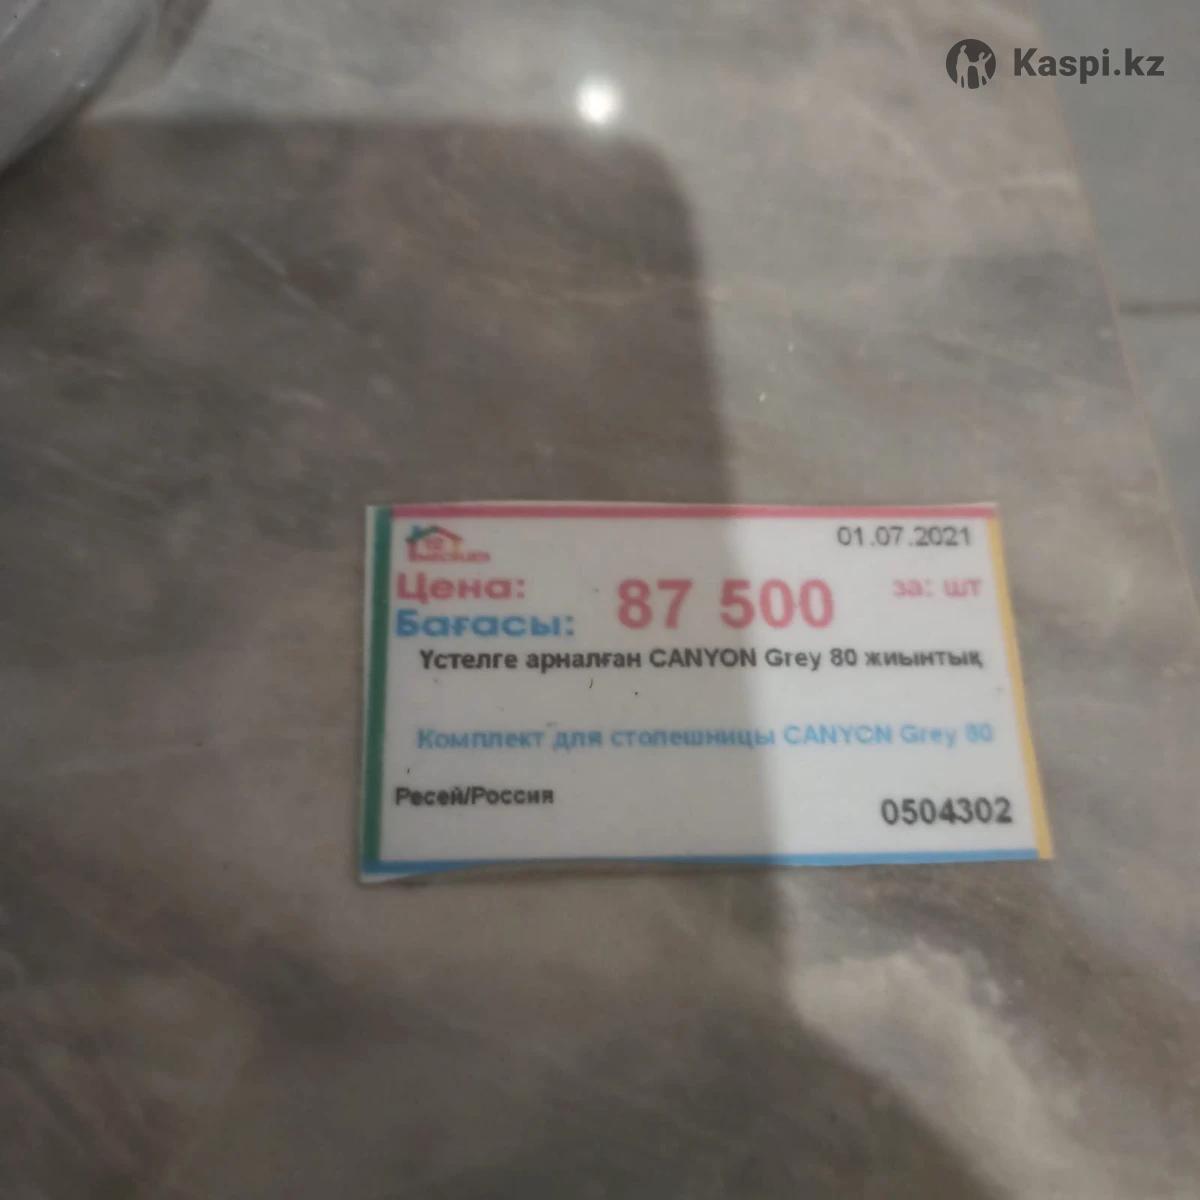 Kaspi.kz
01.07.2021
Цена: 87 500 за: шт
Бағасы:
Үстелге арналған CANYON Grey 80 жиынтық
Комплект для столешницы CANYON Grey 80
Ресей/Россия
0504302